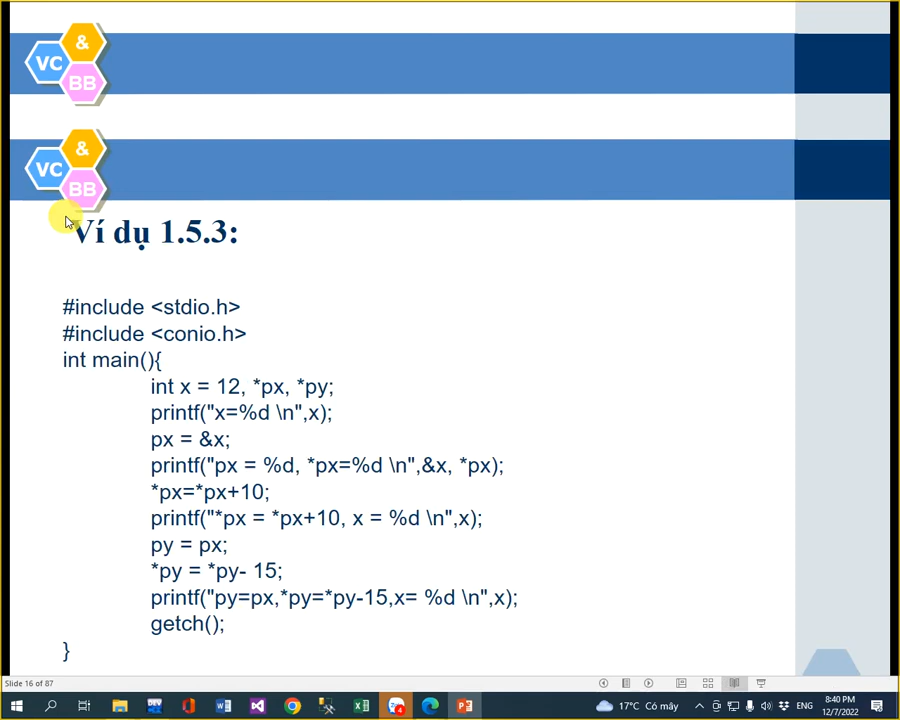 &
VC
BB
&
VC
BB
Ví dụ 1.5.3:
#include <stdio.h>
#include <conio.h>
int main(){
int x = 12, *px, *py;
printf("x=%d \n",x);
px = &x;
printf("px = %d, *px=%d \n",&x, *px);
*px=*px+10;
printf("*px = *px+10, x = %d \n",x);
py = px;
*py = *py- 15;
printf("py=px,*py=*py-15,x= %d \n",x);
getch();
}
Slide 16 of 87
DEV
17°C Có mây
ENG
8:40 PM
12/7/2022
4